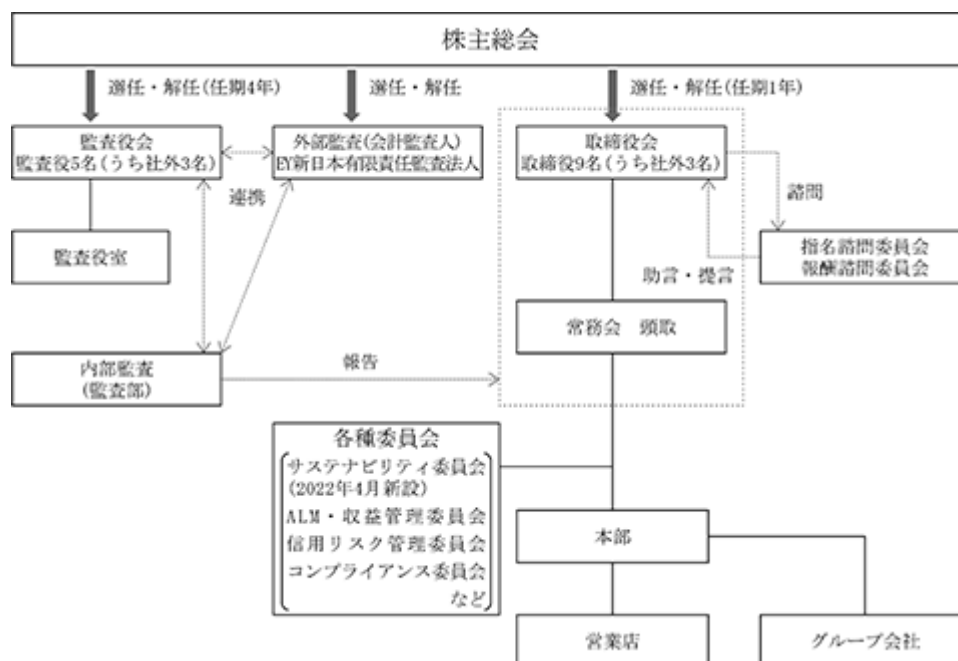 株主総会
選任・解任(任期4年)
選任・解任
選任・解任(任期1年)
監査役会
監査役5名(うち社外3名)
外部監査(会計監査人)
EY新日本有限責任監査法人
取締役会
取締役9名(うち社外3名)
連携
諮問
監査役室
指名諮問委員会
報酬諮問委員会
助言・提言
常務会　頭取
内部監査
(監査部)
報告
各種委員会
サステナビリティ委員会
(2022年4月新設)
ALM・収益管理委員会
信用リスク管理委員会
コンプライアンス委員会
など
本部
営業店
グループ会社